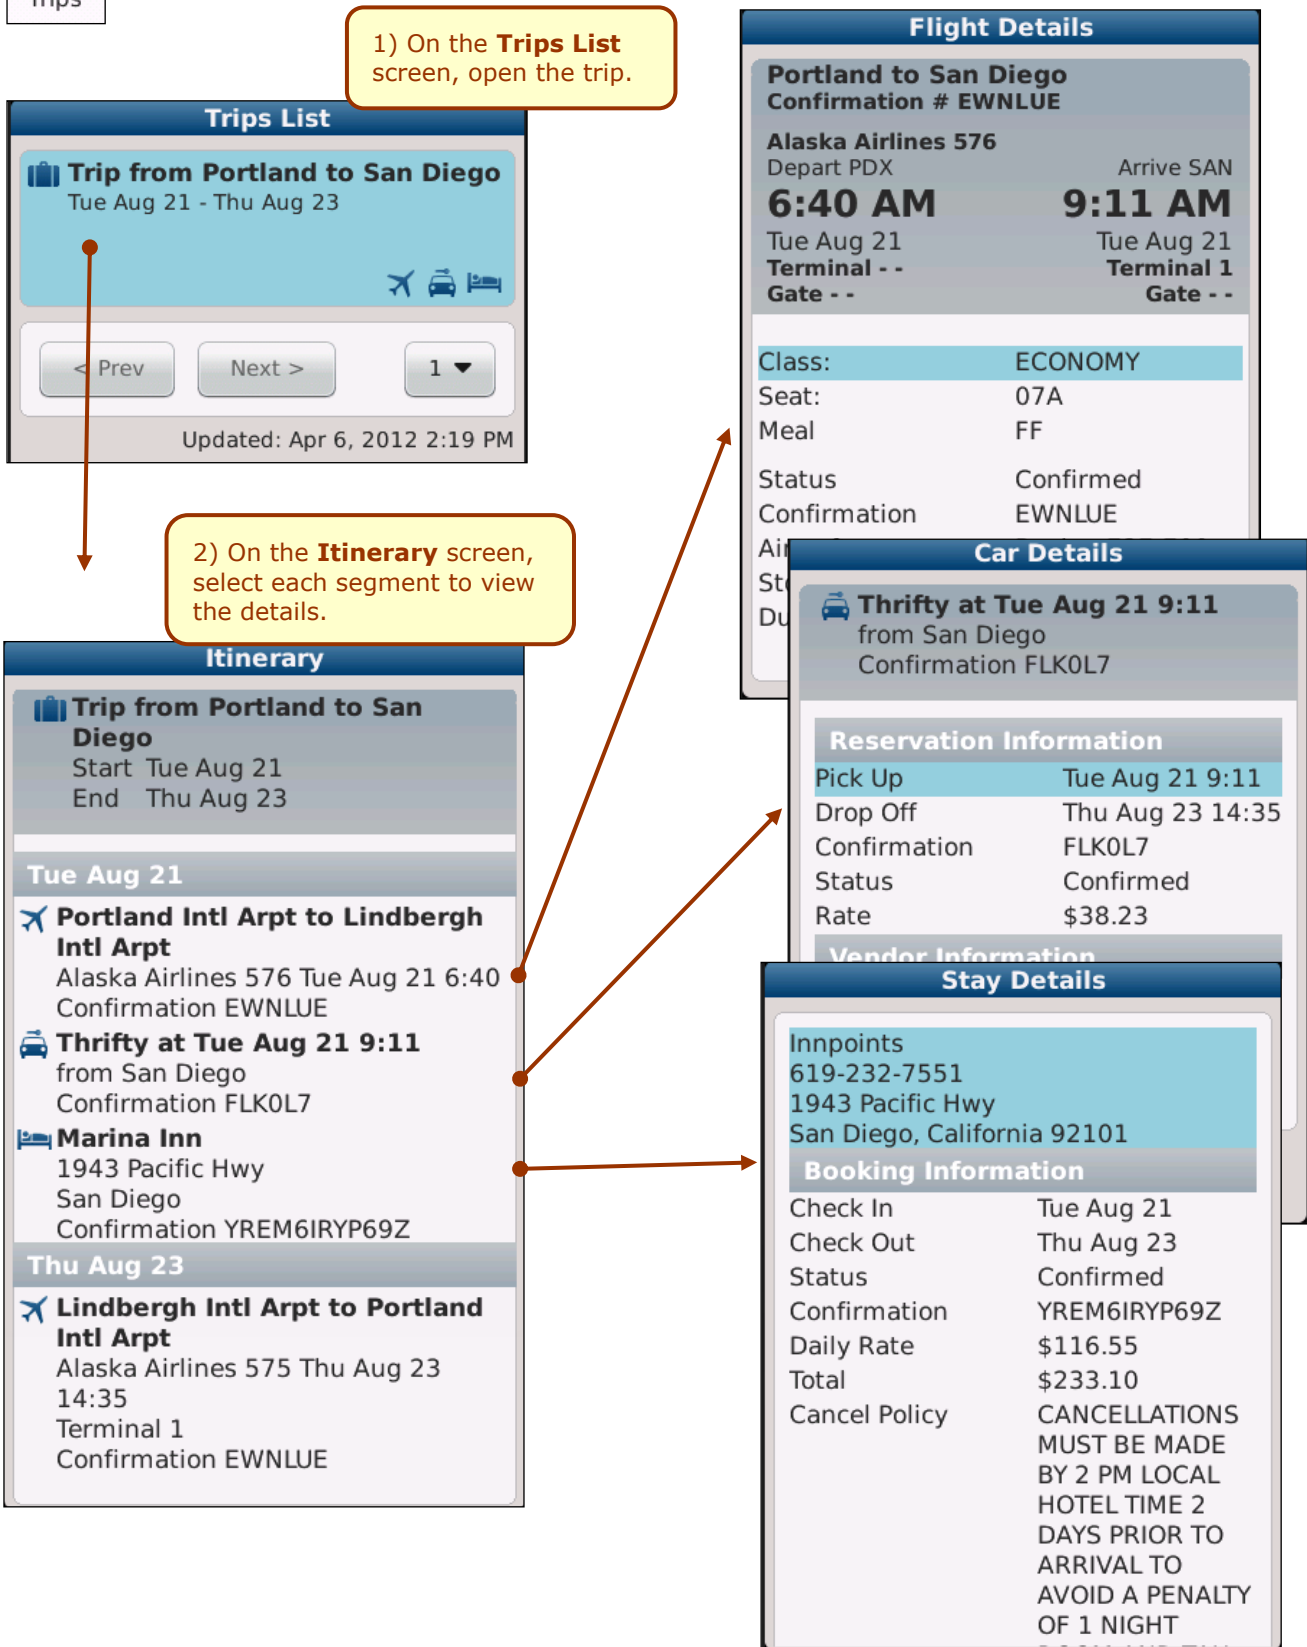 Trips
1) On the Trips List
screen, open the trip.
Trips List
Trip from Portland to San Diego
Tue Aug 21 - Thu Aug 23
< Prev
Next >
1
Updated: Apr 6, 2012 2:19 PM
2) On the Itinerary screen,
select each segment to view
the details.
Itinerary
Trip from Portland to San
Diego
Start Tue Aug 21
End Thu Aug 23
Tue Aug 21
Portland Intl Arpt to Lindbergh
Intl Arpt
Alaska Airlines 576 Tue Aug 21 6:40
Confirmation EWNLUE
Thrifty at Tue Aug 21 9:11
from San Diego
Confirmation FLK0L7
Marina Inn
1943 Pacific Hwy
San Diego
Confirmation YREM6IRYP69Z
Thu Aug 23
Lindbergh Intl Arpt to Portland
Intl Arpt
Alaska Airlines 575 Thu Aug 23
14:35
Terminal 1
Confirmation EWNLUE
Flight Details
Portland to San Diego
Confirmation # EWNLUE
Alaska Airlines 576
Depart PDX Arrive SAN
6:40 AM 9:11 AM
Tue Aug 21 Tue Aug 21
Terminal - - Terminal 1
Gate - - Gate - -
Class: ECONOMY
Seat: 07A
Meal FF
Status Confirmed
Confirmation EWNLUE
Car Details
Thrifty at Tue Aug 21 9:11
from San Diego
Confirmation FLK0L7
Reservation Information
Pick Up Tue Aug 21 9:11
Drop Off Thu Aug 23 14:35
Confirmation FLK0L7
Status Confirmed
Rate $38.23
Vendor Information
Stay Details
Innpoints
619-232-7551
1943 Pacific Hwy
San Diego, California 92101
Booking Information
Check In Tue Aug 21
Check Out Thu Aug 23
Status Confirmed
Confirmation YREM6IRYP69Z
Daily Rate $116.55
Total $233.10
Cancel Policy CANCELLATIONS
MUST BE MADE
BY 2 PM LOCAL
HOTEL TIME 2
DAYS PRIOR TO
ARRIVAL TO
AVOID A PENALTY
OF 1 NIGHT